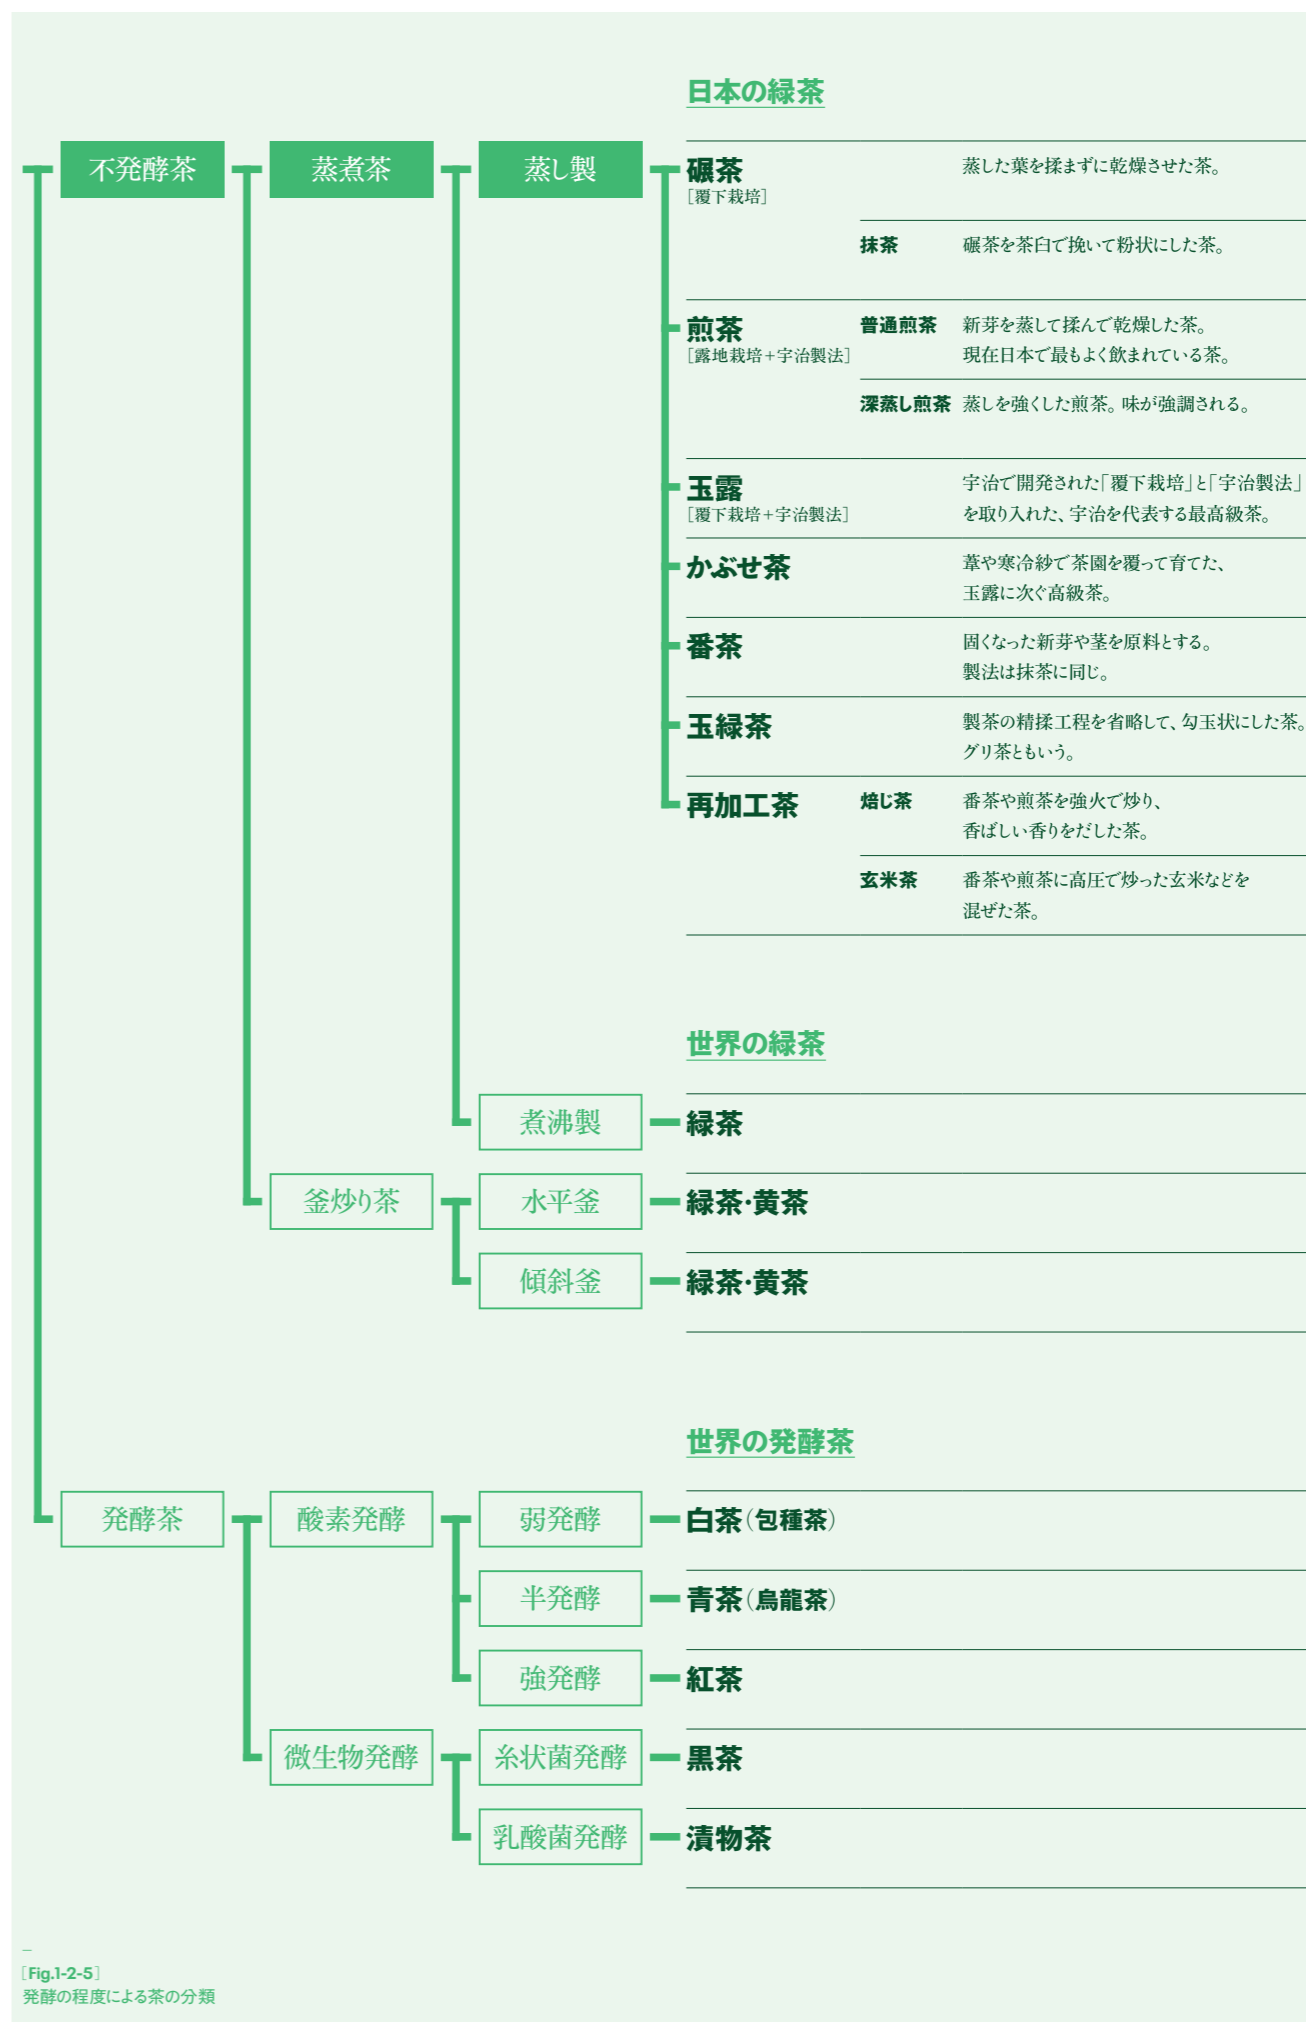 日本の緑茶
不発酵茶
蒸煮茶
蒸し製
碾茶
［覆下栽培］
蒸した葉を揉まずに乾燥させた茶。
抹茶
碾茶を茶臼で挽いて粉状にした茶。
煎茶
［露地栽培＋宇治製法］
普通煎茶
新芽を蒸して揉んで乾燥した茶。
現在日本で最もよく飲まれている茶。
深蒸し煎茶
蒸しを強くした煎茶。味が強調される。
玉露
［覆下栽培＋宇治製法］
宇治で開発された「覆下栽培」と「宇治製法」
を取り入れた、宇治を代表する最高級茶。
かぶせ茶
葦や寒冷紗で茶園を覆って育てた、
玉露に次ぐ高級茶。
番茶
固くなった新芽や茎を原料とする。
製法は抹茶に同じ。
玉緑茶
製茶の精揉工程を省略して、勾玉状にした茶。
グリ茶ともいう。
再加工茶
焙じ茶
番茶や煎茶を強火で炒り、
香ばしい香りをだした茶。
玄米茶
番茶や煎茶に高圧で炒った玄米などを
混ぜた茶。
世界の緑茶
煮沸製
緑茶
釜炒り茶
水平釜
緑茶・黄茶
傾斜釜
緑茶・黄茶
世界の発酵茶
発酵茶
酸素発酵
弱発酵
白茶（包種茶）
半発酵
青茶（烏龍茶）
強発酵
紅茶
微生物発酵
糸状菌発酵
黒茶
乳酸菌発酵
漬物茶
［Fig.1-2-5］
発酵の程度による茶の分類